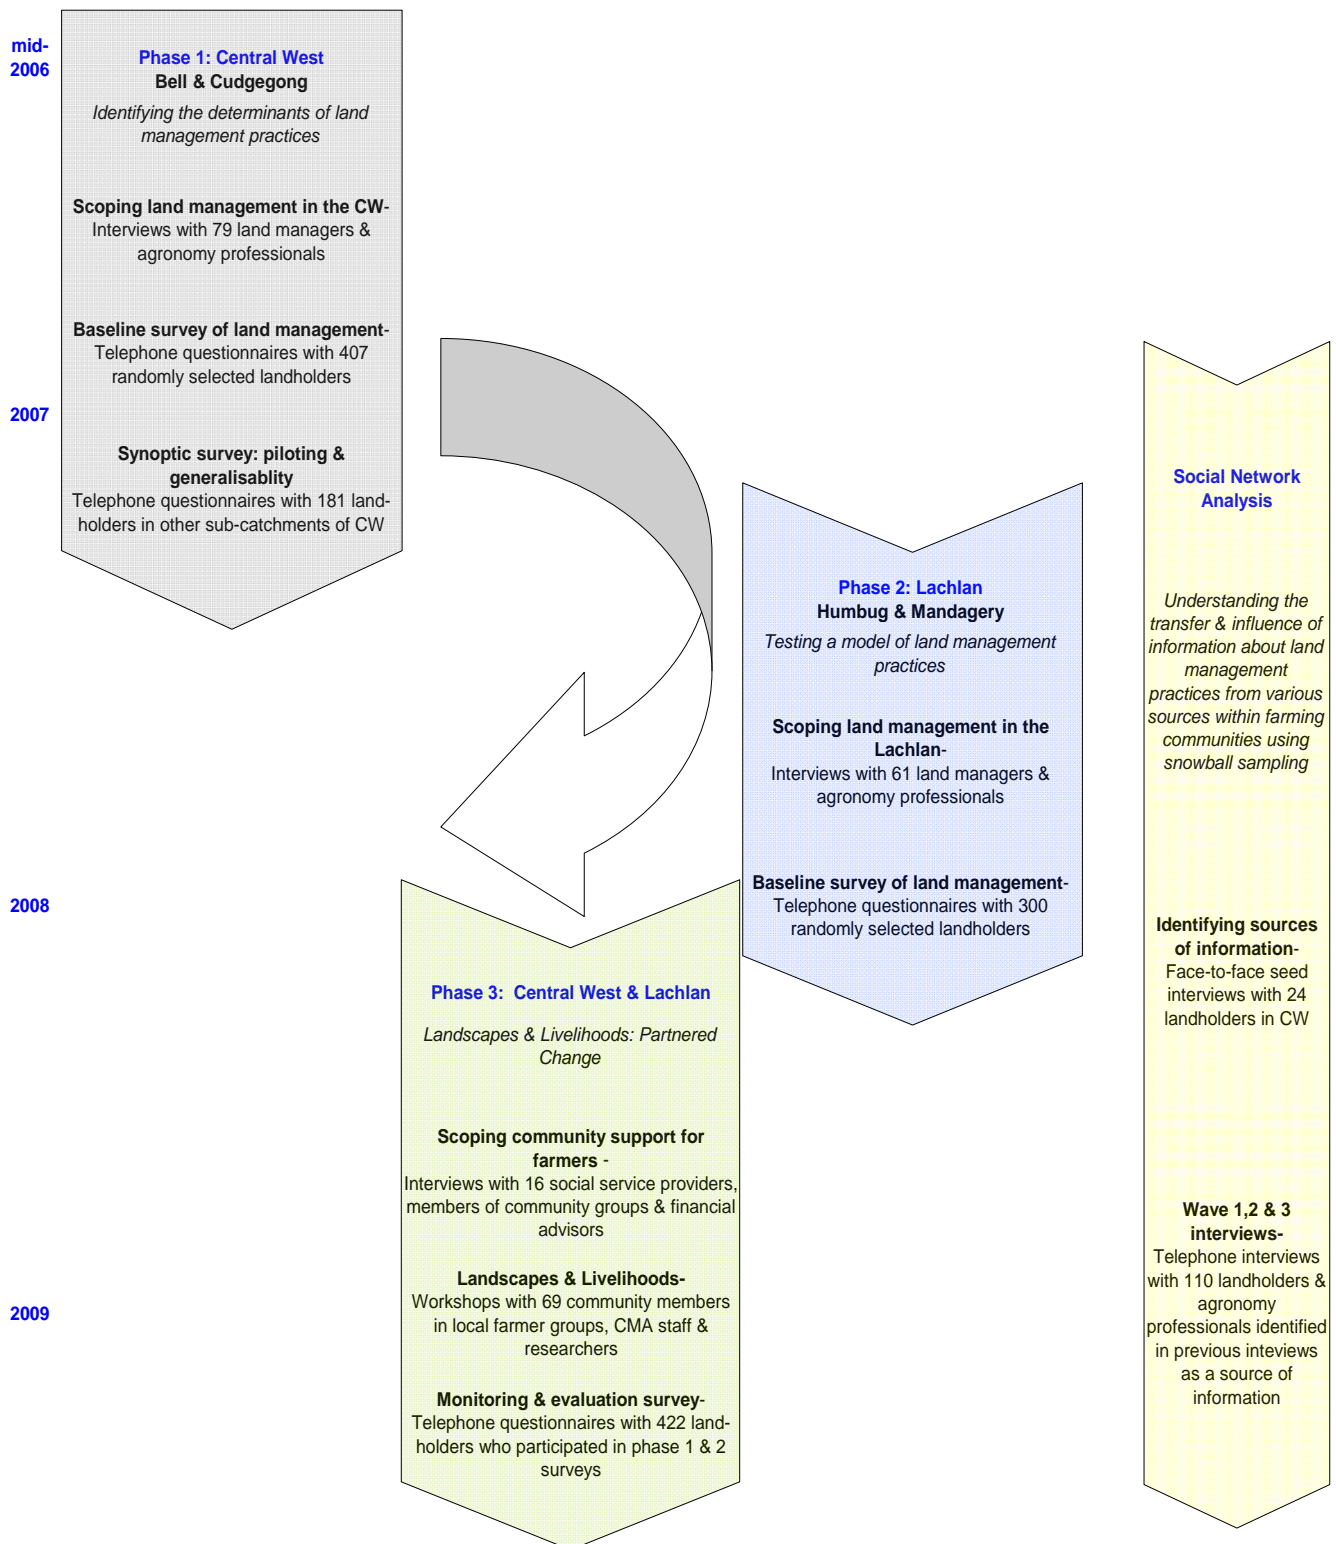 mid-
2006
Phase 1: Central West
Bell & Cudgegong
Identifying the determinants of land
management practices
Scoping land management in the CW-
Interviews with 79 land managers &
agronomy professionals
Baseline survey of land management-
Telephone questionnaires with 407
randomly selected landholders
2007
Synoptic survey: piloting &
generalisablity
Telephone questionnaires with 181 land-
holders in other sub-catchments of CW
Phase 2: Lachlan
Humbug & Mandagery
Testing a model of land management
practices
Scoping land management in the
Lachlan-
Interviews with 61 land managers &
agronomy professionals
Baseline survey of land management-
Telephone questionnaires with 300
randomly selected landholders
2008
Phase 3:  Central West & Lachlan
Landscapes & Livelihoods: Partnered
Change
Scoping community support for
farmers -
Interviews with 16 social service providers,
members of community groups & financial
advisors
Landscapes & Livelihoods-
Workshops with 69 community members
in local farmer groups, CMA staff &
researchers
2009
Monitoring & evaluation survey-
Telephone questionnaires with 422 land-
holders who participated in phase 1 & 2
surveys
Social Network
Analysis
Understanding the
transfer & influence of
information about land
management
practices from various
sources within farming
communities using
snowball sampling
Identifying sources
of information-
Face-to-face seed
interviews with 24
landholders in CW
Wave 1,2 & 3
interviews-
Telephone interviews
with 110 landholders &
agronomy
professionals identified
in previous inteviews
as a source of
information